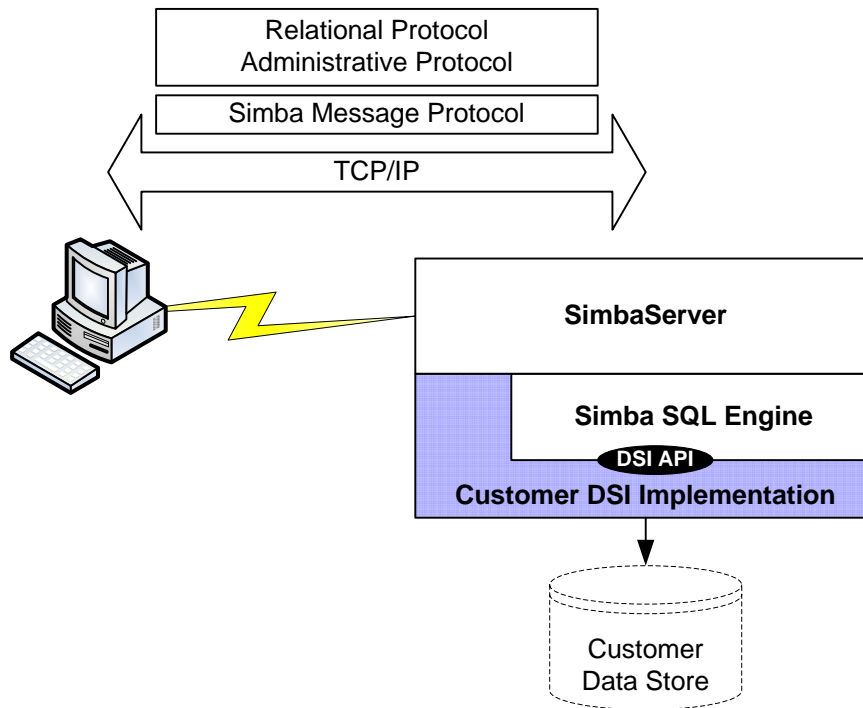 Relational Protocol
Administrative Protocol
Simba Message Protocol
TCP/IP
SimbaServer
Simba SQL Engine
DSI API
Customer DSI Implementation
Customer
Data Store